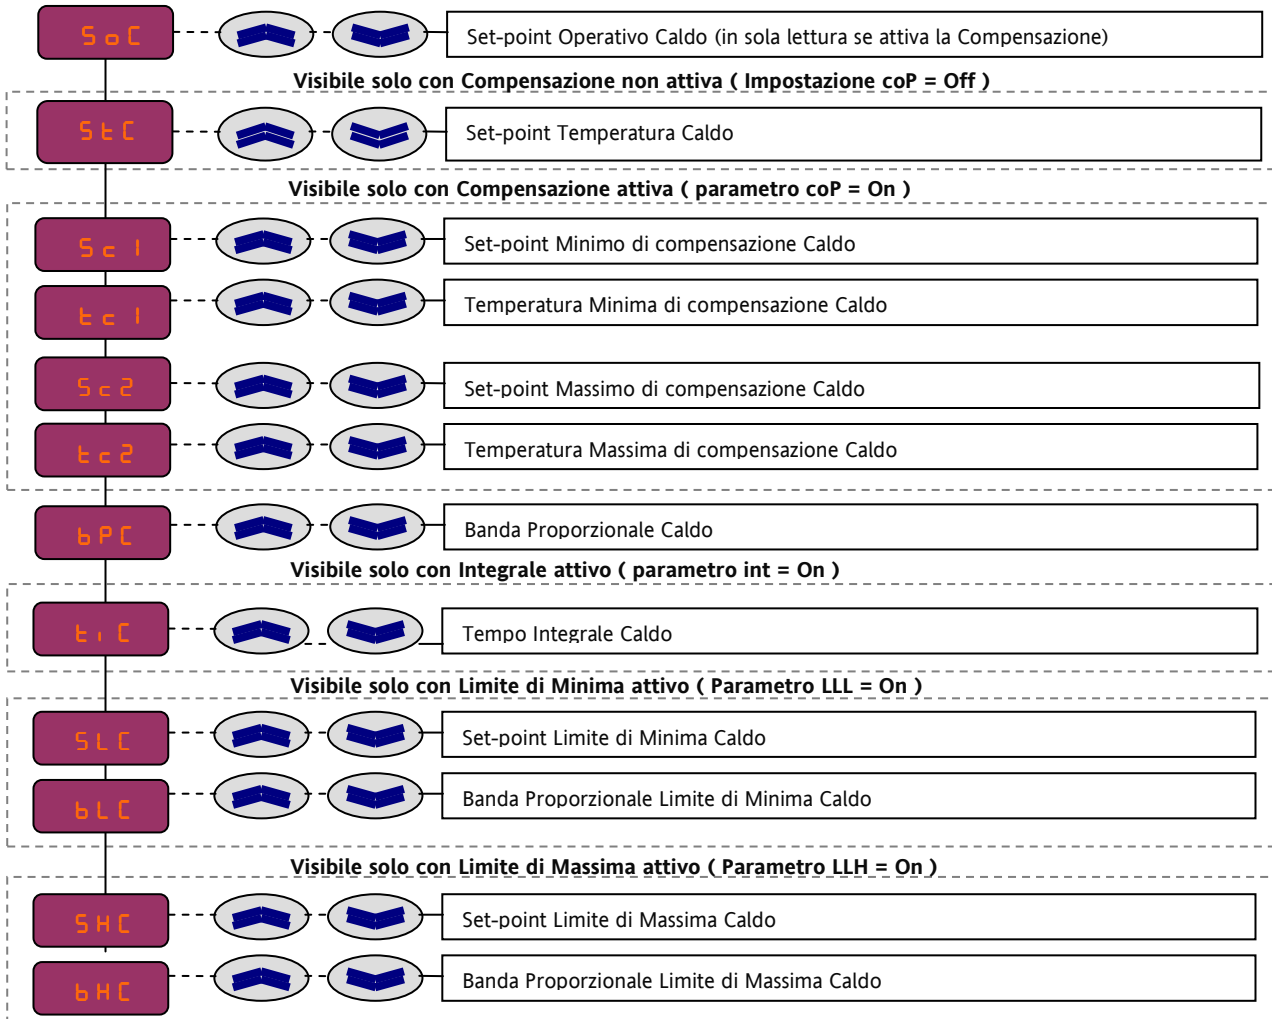 SoC Set-point Operativo Caldo (in sola lettura se attiva la Compensazione)
Visibile solo con Compensazione non attiva ( Impostazione coP = Off )
StC Set-point Temperatura Caldo
Visibile solo con Compensazione attiva ( parametro coP = On )
Sc1 Set-point Minimo di compensazione Caldo
tc1 Temperatura Minima di compensazione Caldo
Sc2 Set-point Massimo di compensazione Caldo
tc2 Temperatura Massima di compensazione Caldo
bPC Banda Proporzionale Caldo
Visibile solo con Integrale attivo ( parametro int = On )
tiC Tempo Integrale Caldo
Visibile solo con Limite di Minima attivo ( Parametro LLL = On )
SLC Set-point Limite di Minima Caldo
bLC Banda Proporzionale Limite di Minima Caldo
Visibile solo con Limite di Massima attivo ( Parametro LLH = On )
SHC Set-point Limite di Massima Caldo
bHC Banda Proporzionale Limite di Massima Caldo